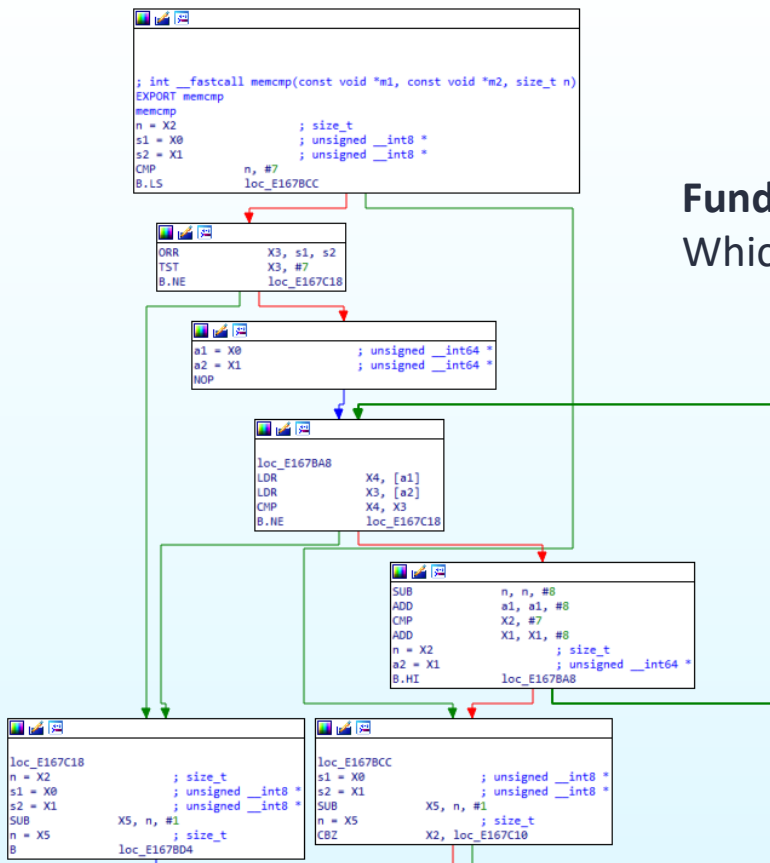 ; int __fastcall memcmp(const void *m1, const void *m2, size_t n)
EXPORT memcmp
memcmp
n = X2 ; size_t
s1 = X0 ; unsigned __int8 *
s2 = X1 ; unsigned __int8 *
CMP n, #7
B.LS loc_E167BCC
ORR X3, s1, s2
TST X3, #7
B.NE loc_E167C18
a1 = X0 ; unsigned __int64 *
a2 = X1 ; unsigned __int64 *
NOP
loc_E167BA8
LDR X4, [a1]
LDR X3, [a2]
CMP X4, X3
B.NE loc_E167C18
SUB n, n, #8
ADD a1, a1, #8
CMP X2, #7
ADD X1, X1, #8
n = X2 ; size_t
a2 = X1 ; unsigned __int64 *
B.HI loc_E167BA8
loc_E167C18
n = X2 ; size_t
s1 = X0 ; unsigned __int8 *
s2 = X1 ; unsigned __int8 *
SUB X5, n, #1
n = X5 ; size_t
B loc_E167BD4
loc_E167BCC
s1 = X0 ; unsigned __int8 *
s2 = X1 ; unsigned __int8 *
SUB X5, n, #1
n = X5 ; size_t
CBZ X2, loc_E167C10